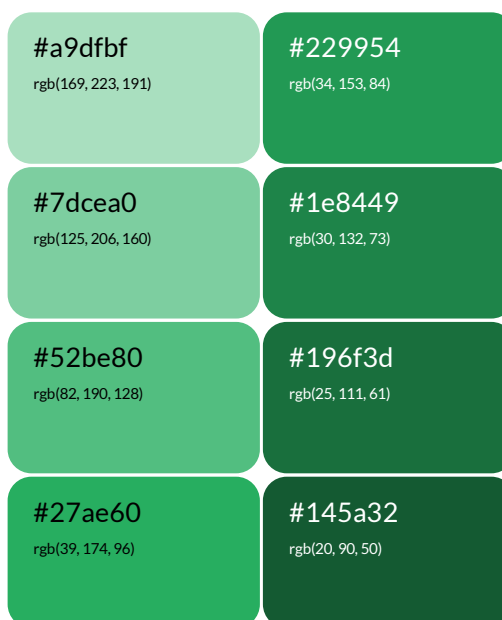 #a9dfbf
rgb(169, 223, 191)
#229954
rgb(34, 153, 84)
#7dcea0
rgb(125, 206, 160)
#1e8449
rgb(30, 132, 73)
#52be80
rgb(82, 190, 128)
#196f3d
rgb(25, 111, 61)
#27ae60
rgb(39, 174, 96)
#145a32
rgb(20, 90, 50)